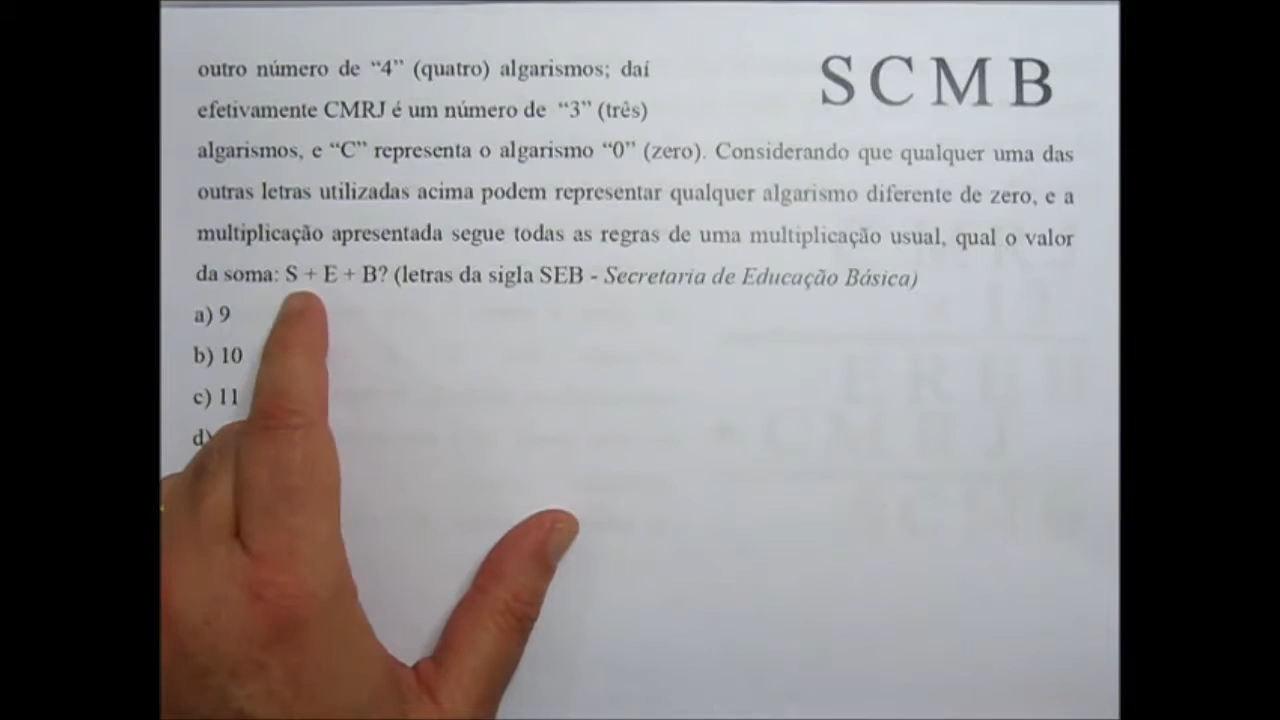 outro número de “4” (quatro) algarismos; daí
S C M B
efetivamente CMRJ é um número de “3” (três)
algarismos, e “C” representa o algarismo “0” (zero). Considerando que qualquer uma das
outras letras utilizadas acima podem representar qualquer algarismo diferente de zero, e a
multiplicação apresentada segue todas as regras de uma multiplicação usual, qual o valor
da soma: S + E + B? (letras da sigla SEB - Secretaria de Educação Básica)
a) 9
b) 10
c) 11
d)